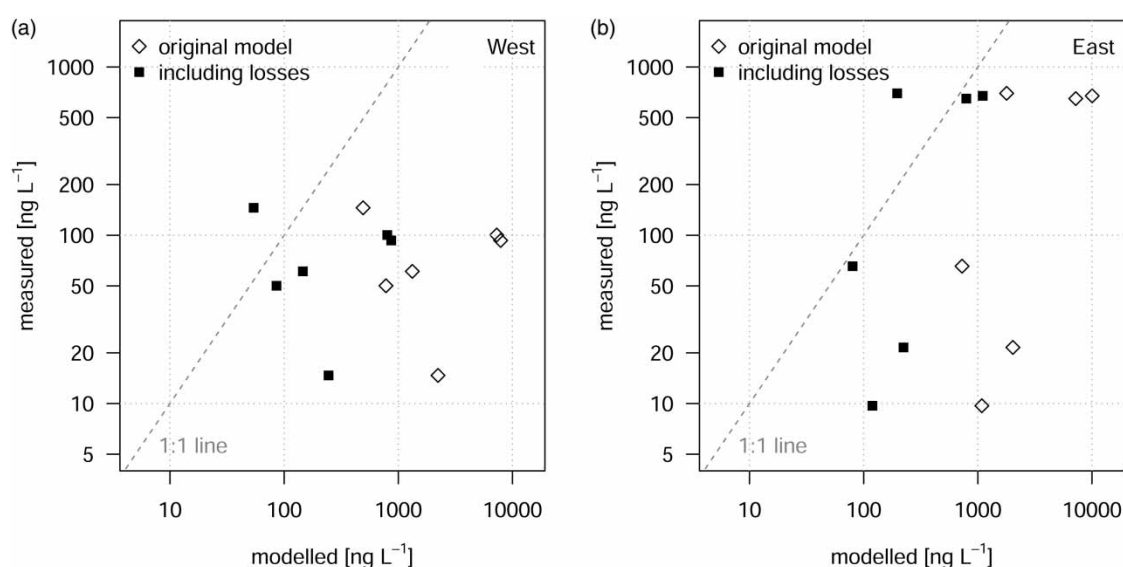 (a)
original model
including losses
West
1000
500
200
100
50
20
10
5
measured [ng L⁻¹]
1:1 line
10
100
1000
10000
modelled [ng L⁻¹]
(b)
original model
including losses
East
1000
500
200
100
50
20
10
5
measured [ng L⁻¹]
1:1 line
10
100
1000
10000
modelled [ng L⁻¹]